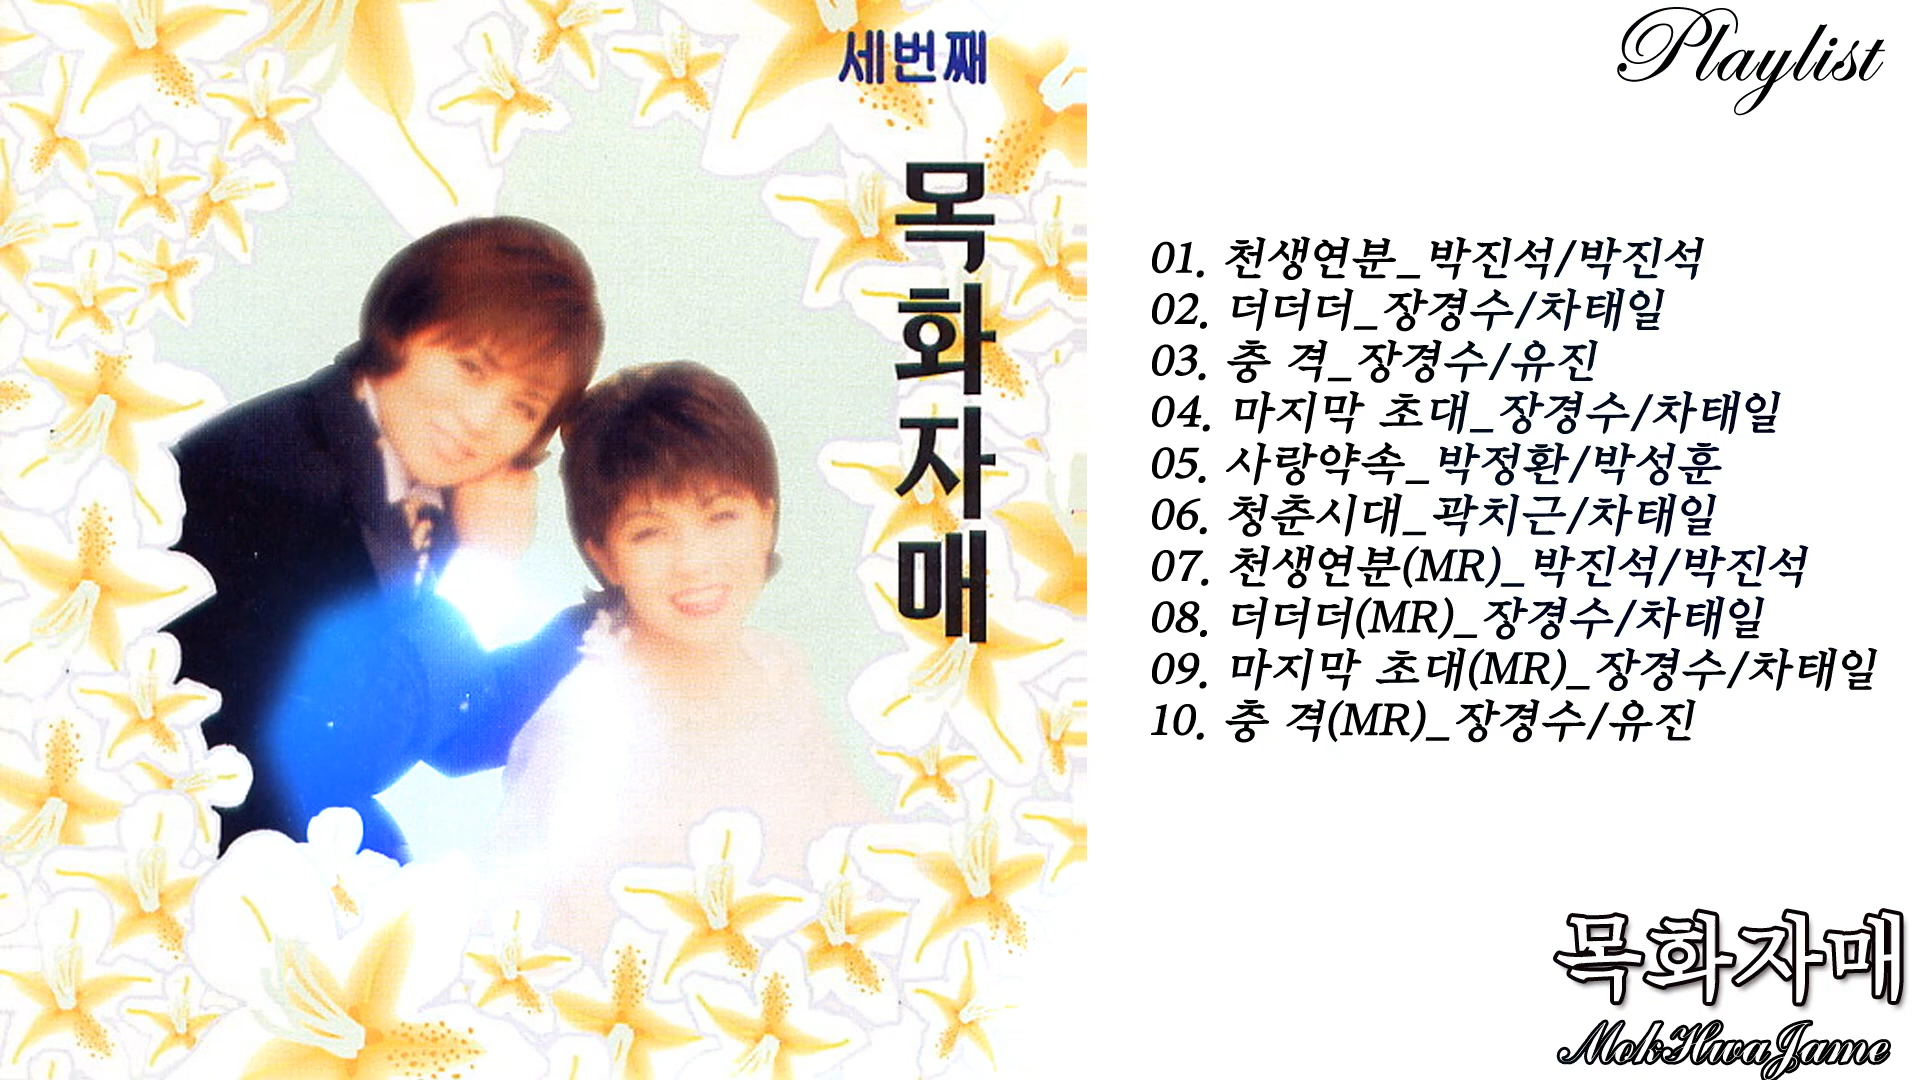 세번째
목화자매
Playlist
01. 천생연분_박진석/박진석
02. 더더더_장경수/차태일
03. 충 격_장경수/유진
04. 마지막 초대_장경수/차태일
05. 사랑약속_박정환/박성훈
06. 청춘시대_곽치근/차태일
07. 천생연분(MR)_박진석/박진석
08. 더더더(MR)_장경수/차태일
09. 마지막 초대(MR)_장경수/차태일
10. 충 격(MR)_장경수/유진
목화자매
MokHwaJame